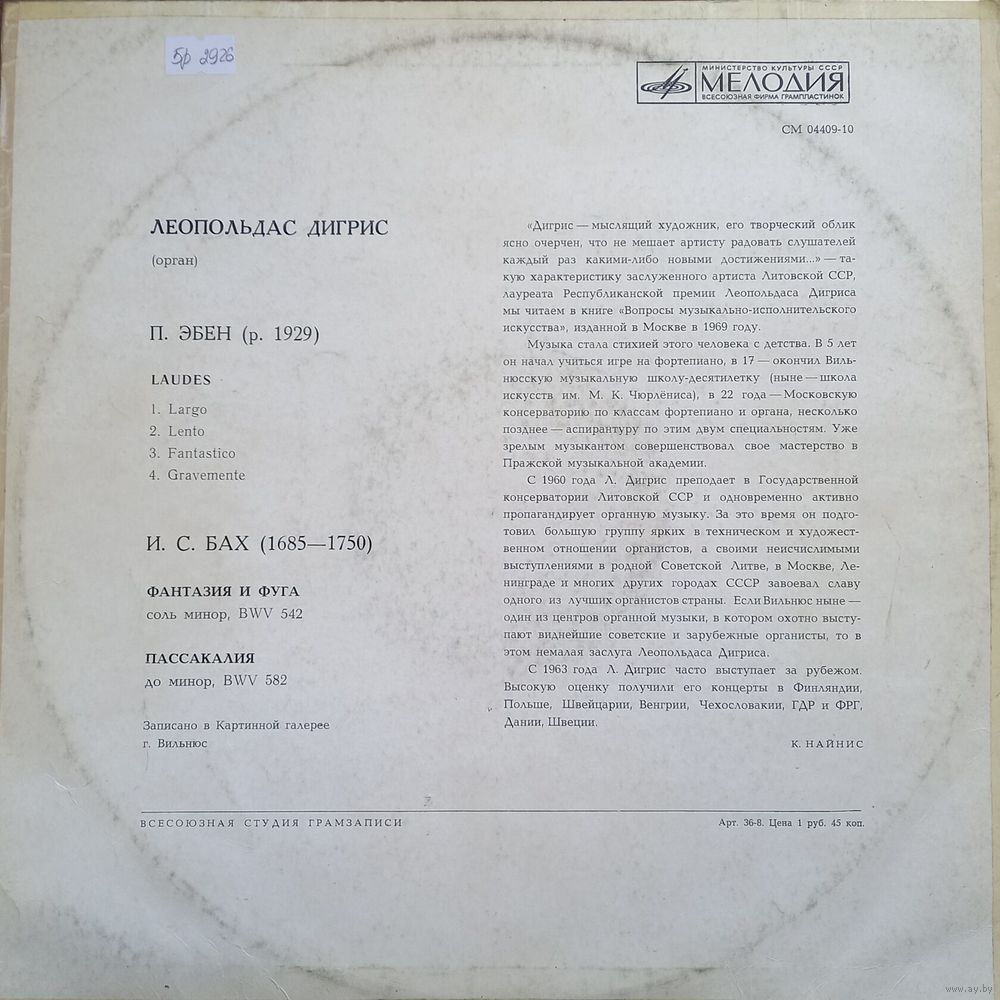 5р 2926
МИНИСТЕРСТВО КУЛЬТУРЫ СССР
МЕЛОДИЯ
ВСЕСОЮЗНАЯ ФИРМА ГРАМПЛАСТИНОК
СМ 04409-10
ЛЕОПОЛЬДАС ДИГРИС
(орган)
П. ЭБЕН (р. 1929)
LAUDES
1. Largo
2. Lento
3. Fantastico
4. Gravemente
И. С. БАХ (1685—1750)
ФАНТАЗИЯ И ФУГА
соль минор, BWV 542
ПАССАКАЛИЯ
до минор, BWV 582
Записано в Картинной галерее
г. Вильнюс
«Дигрис — мыслящий художник, его творческий облик
ясно очерчен, что не мешает артисту радовать слушателей
каждый раз какими-либо новыми достижениями...» — та-
кую характеристику заслуженного артиста Литовской ССР,
лауреата Республиканской премии Леопольдаса Дигриса
мы читаем в книге «Вопросы музыкально-исполнительского
искусства», изданной в Москве в 1969 году.
Музыка стала стихией этого человека с детства. В 5 лет
он начал учиться игре на фортепиано, в 17 — окончил Виль-
нюсскую музыкальную школу-десятилетку (ныне — школа
искусств им. М. К. Чюрлёниса), в 22 года — Московскую
консерваторию по классам фортепиано и органа, несколько
позднее — аспирантуру по этим двум специальностям. Уже
зрелым музыкантом совершенствовал свое мастерство в
Пражской музыкальной академии.
С 1960 года Л. Дигрис преподает в Государственной
консерватории Литовской ССР и одновременно активно
пропагандирует органную музыку. За это время он подго-
товил большую группу ярких в техническом и художест-
венном отношении органистов, а своими неисчислимыми
выступлениями в родной Советской Литве, в Москве, Ле-
нинграде и многих других городах СССР завоевал славу
одного из лучших органистов страны. Если Вильнюс ныне —
один из центров органной музыки, в котором охотно высту-
пают виднейшие советские и зарубежные органисты, то в
этом немалая заслуга Леопольдаса Дигриса.
С 1963 года Л. Дигрис часто выступает за рубежом.
Высокую оценку получили его концерты в Финляндии,
Польше, Швейцарии, Венгрии, Чехословакии, ГДР и ФРГ,
Дании, Швеции.
К. НАЙНИС
ВСЕСОЮЗНАЯ СТУДИЯ ГРАМЗАПИСИ
Арт. 36-8. Цена 1 руб. 45 коп.
www.ay.by